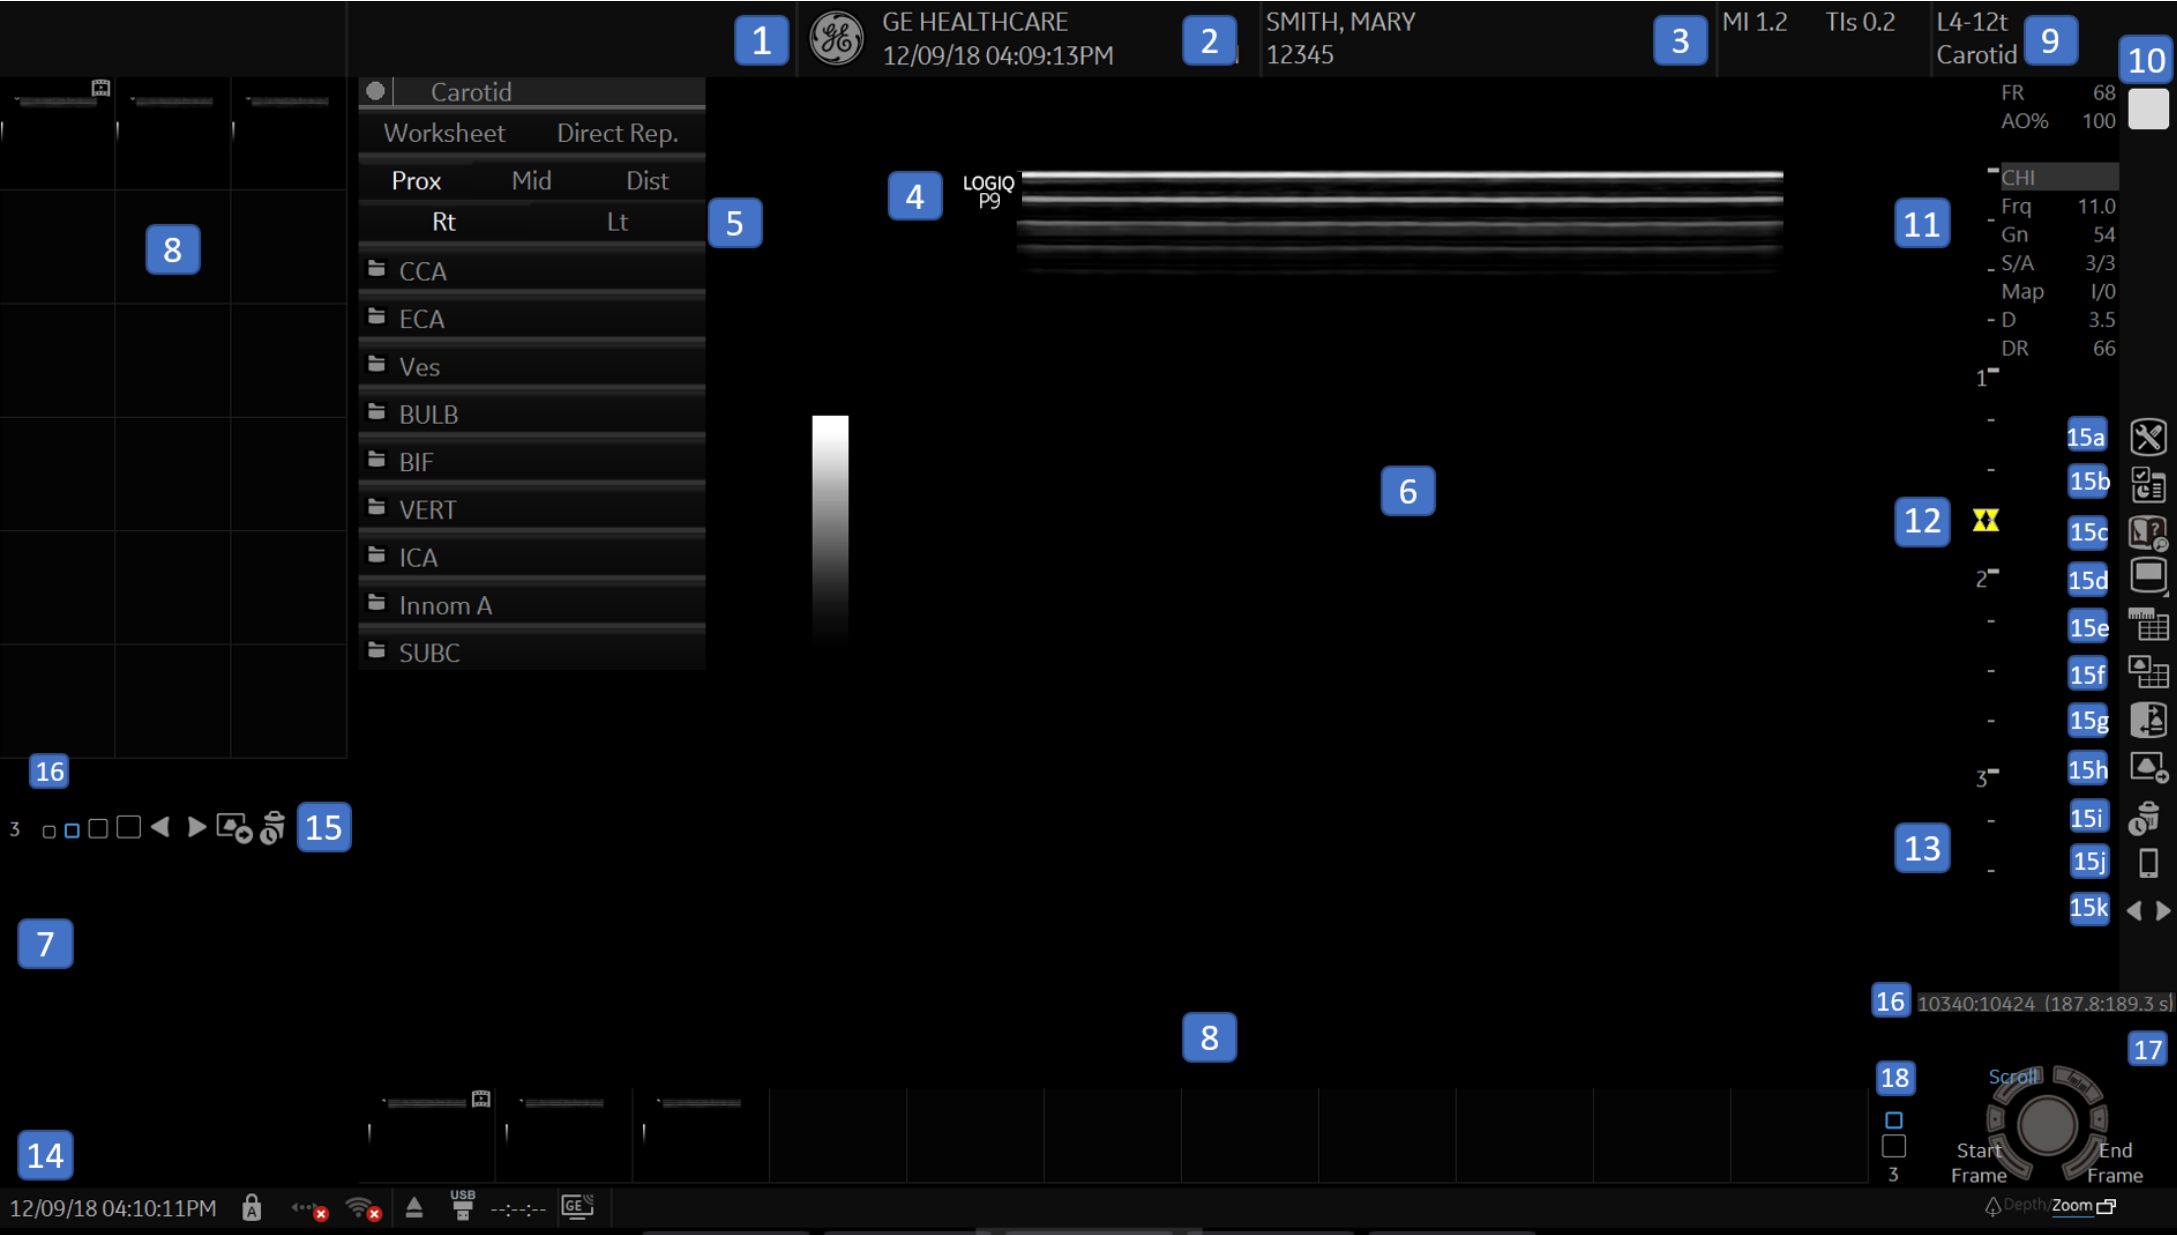 1 GE HEALTHCARE 2 SMITH, MARY 3 MI 1.2 TIs 0.2 L4-12t 9
12/09/18 04:09:13PM 12345 Carotid 10
Carotid
Worksheet Direct Rep.
Prox Mid Dist
Rt Lt 5
CCA
ECA
Ves
BULB
BIF
VERT
ICA
Innom A
SUBC
8
4 LOGIQ
P9
6
FR 68
AO% 100
CHI
Frq 11.0
Gn 54
S/A 3/3
Map I/0
D 3.5
DR 66
11
1
12
2
3
13
15a
15b
15c
15d
15e
15f
15g
15h
15i
15j
15k
16
3 15
7
8
16 10340:10424 (187.8:189.3 s)
17
18 Scroll
Start End
Frame Frame
3
14
12/09/18 04:10:11PM A USB --:--:-- GE
Depth/Zoom